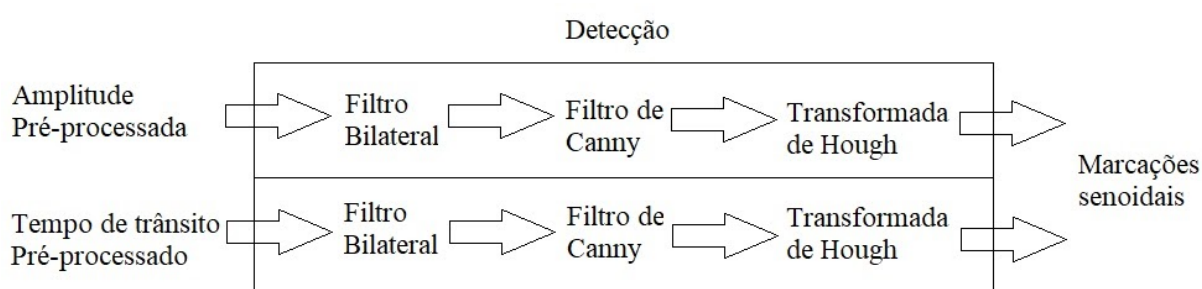 Detecção
Amplitude
Pré-processada
Filtro
Bilateral
Filtro de
Canny
Transformada
de Hough
Tempo de trânsito
Pré-processado
Filtro
Bilateral
Filtro de
Canny
Transformada
de Hough
Marcações
senoidais